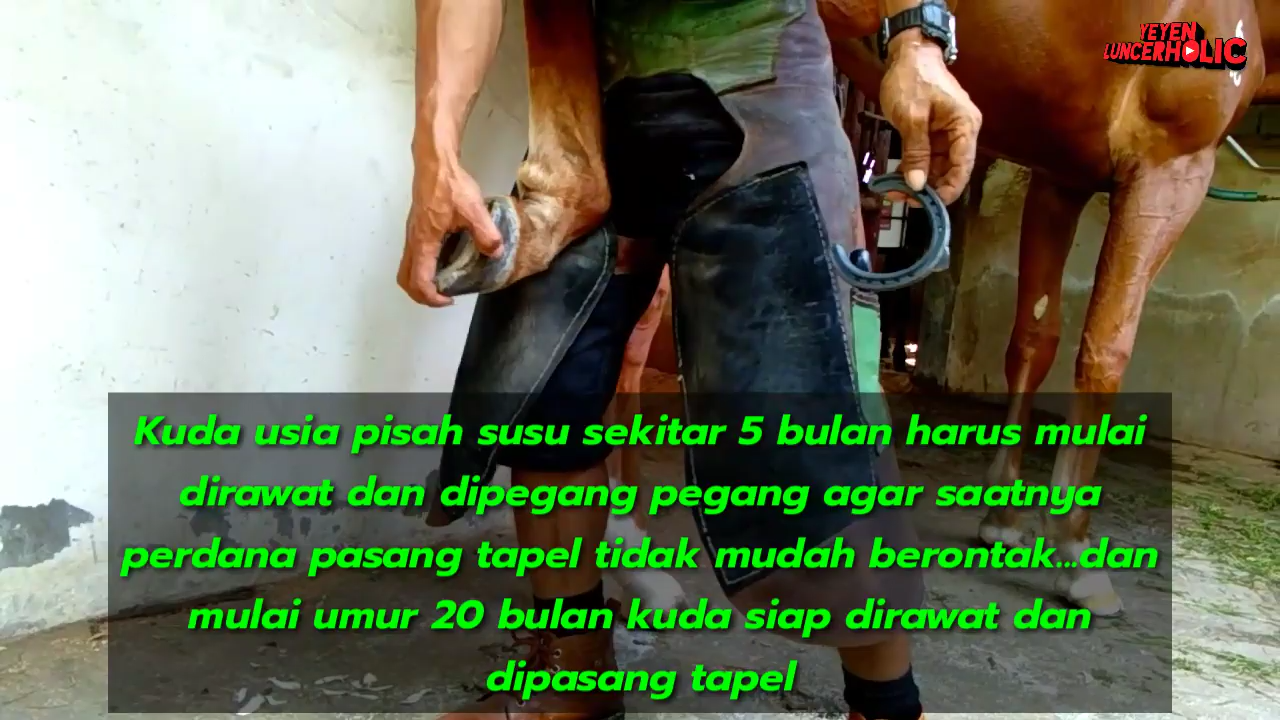 YEYEN
LUNCERHOLIC
Kuda usia pisah susu sekitar 5 bulan harus mulai
dirawat dan dipegang pegang agar saatnya
perdana pasang tapel tidak mudah berontak...dan
mulai umur 20 bulan kuda siap dirawat dan
dipasang tapel